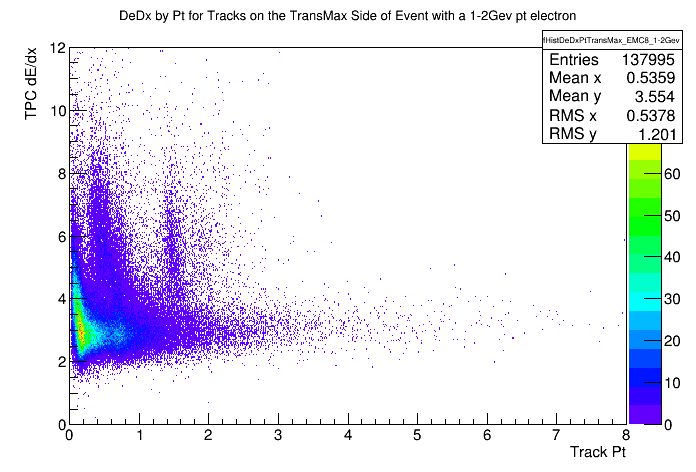 DeDx by Pt for Tracks on the TransMax Side of Event with a 1-2Gev pt electron
fHistDeDxPtTransMax_EMC8_1-2Gev
Entries 137995
Mean x 0.5359
Mean y 3.554
RMS x 0.5378
RMS y 1.201
TPC dE/dx
12
10
8
6
4
2
0
0 1 2 3 4 5 6 7 8
Track Pt
60
50
40
30
20
10
0